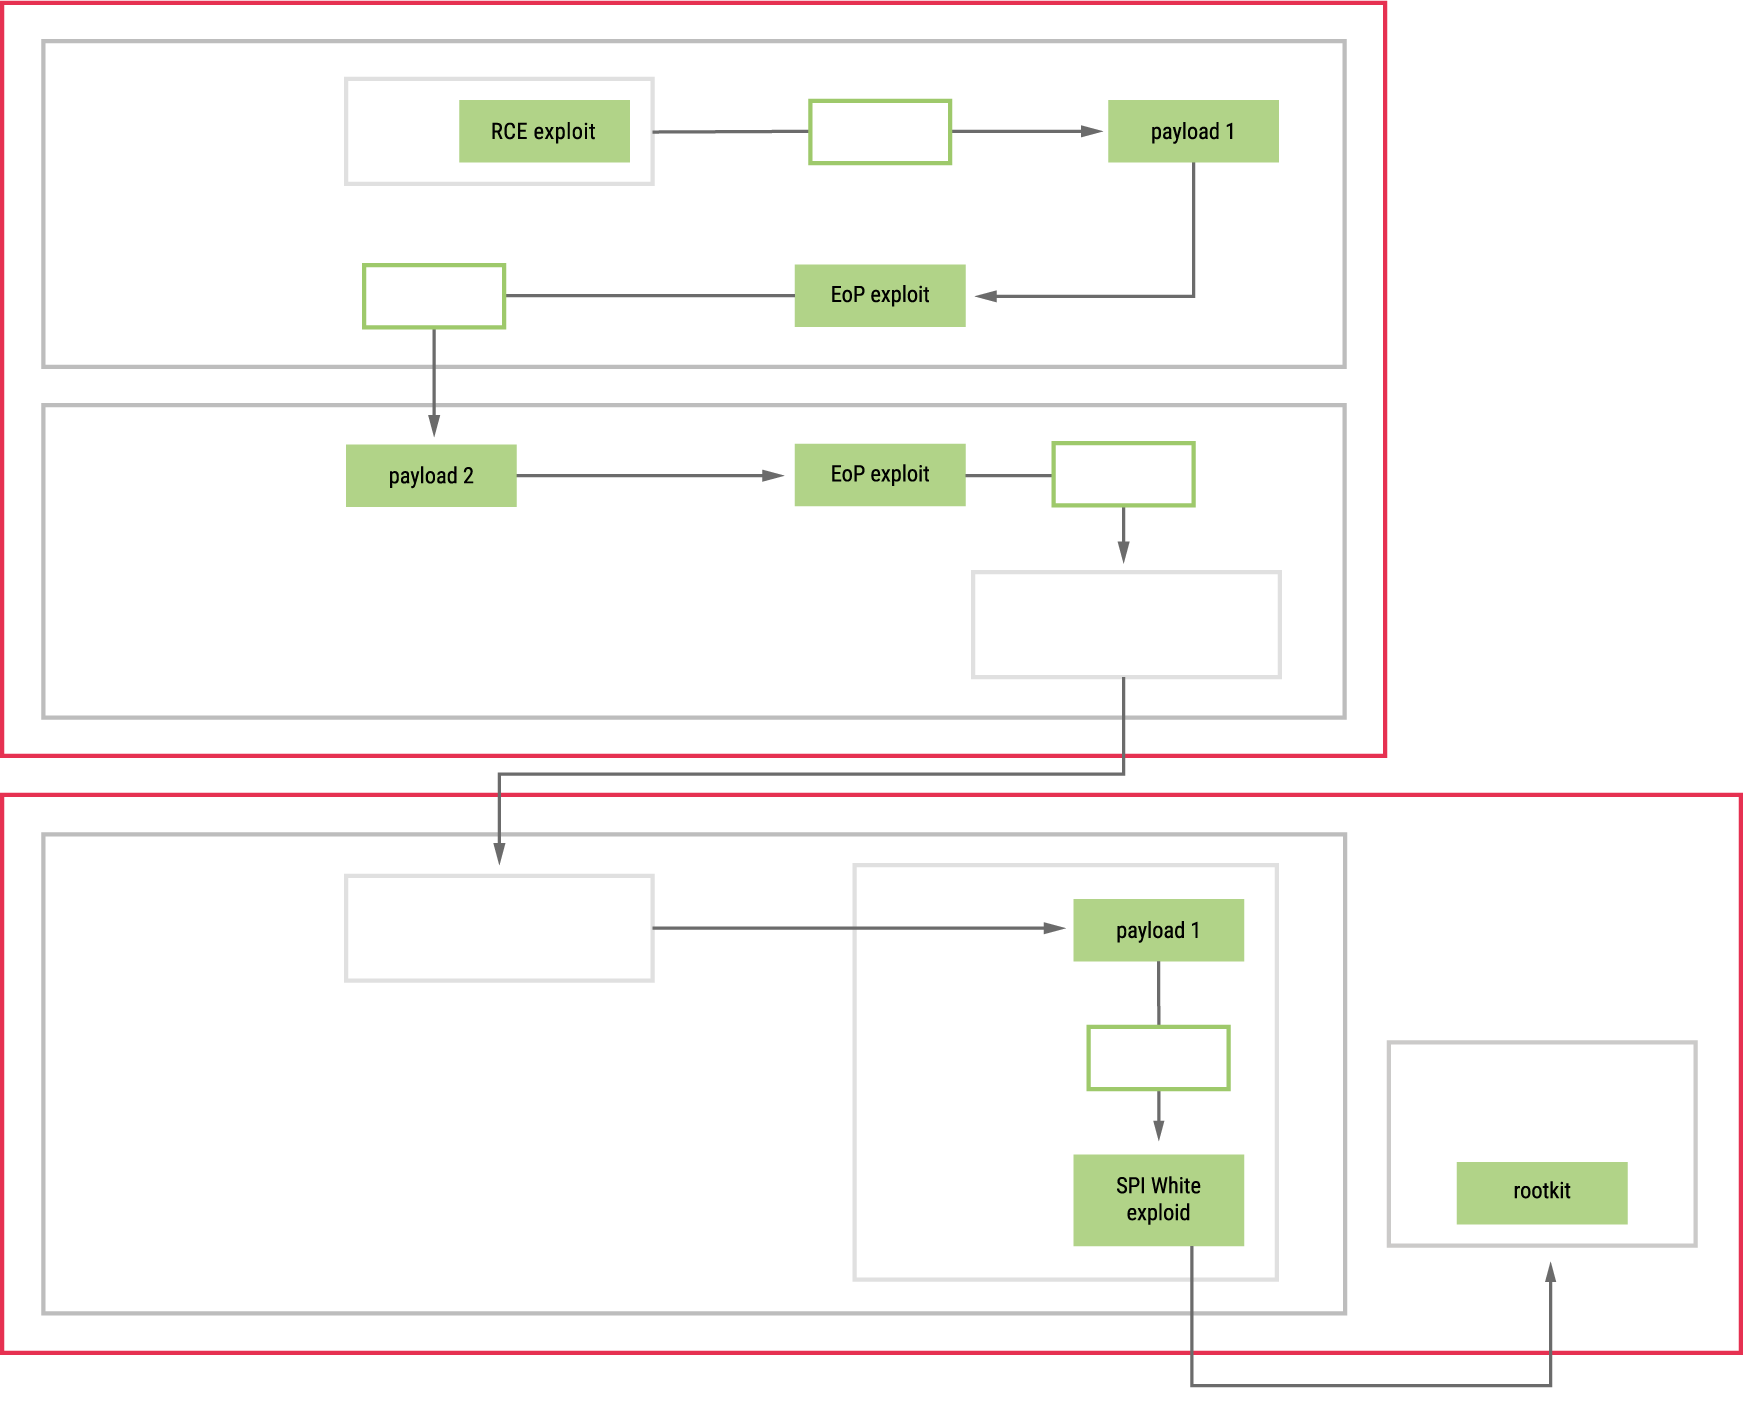 RCE exploit
payload 1
EoP exploit
payload 2
EoP exploit
payload 1
SPI White
exploid
rootkit